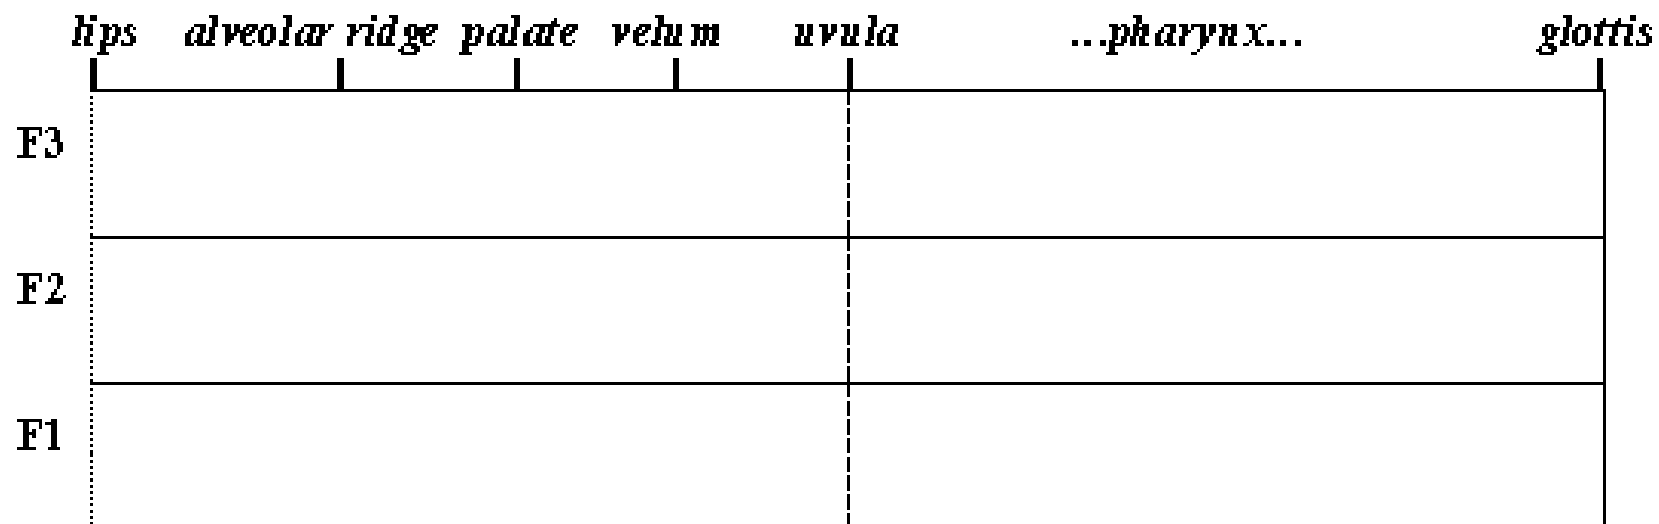 lips alveolar ridge palate velum uvula ...pharynx... glottis
F3
F2
F1